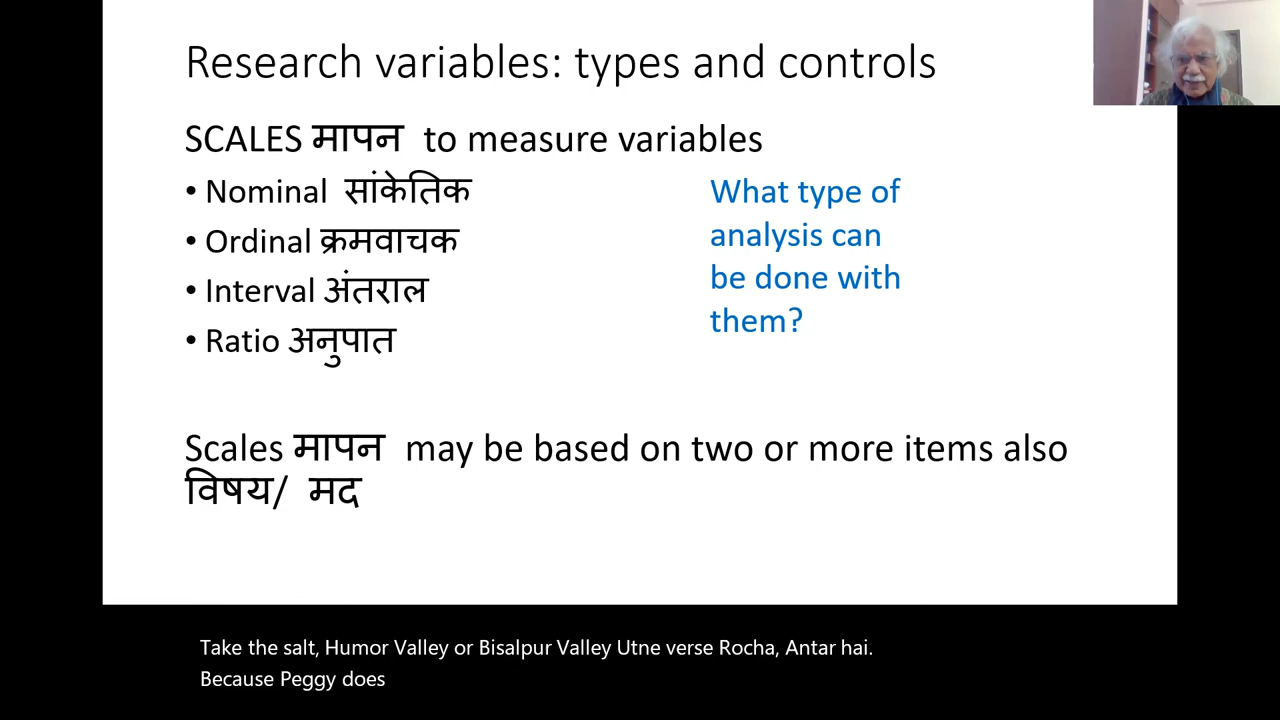 Research variables: types and controls
SCALES मापन to measure variables
• Nominal सांकेतिक
• Ordinal क्रमवाचक
• Interval अंतराल
• Ratio अनुपात
What type of
analysis can
be done with
them?
Scales मापन may be based on two or more items also
विषय/ मद
Take the salt, Humor Valley or Bisalpur Valley Utne verse Rocha, Antar hai.
Because Peggy does